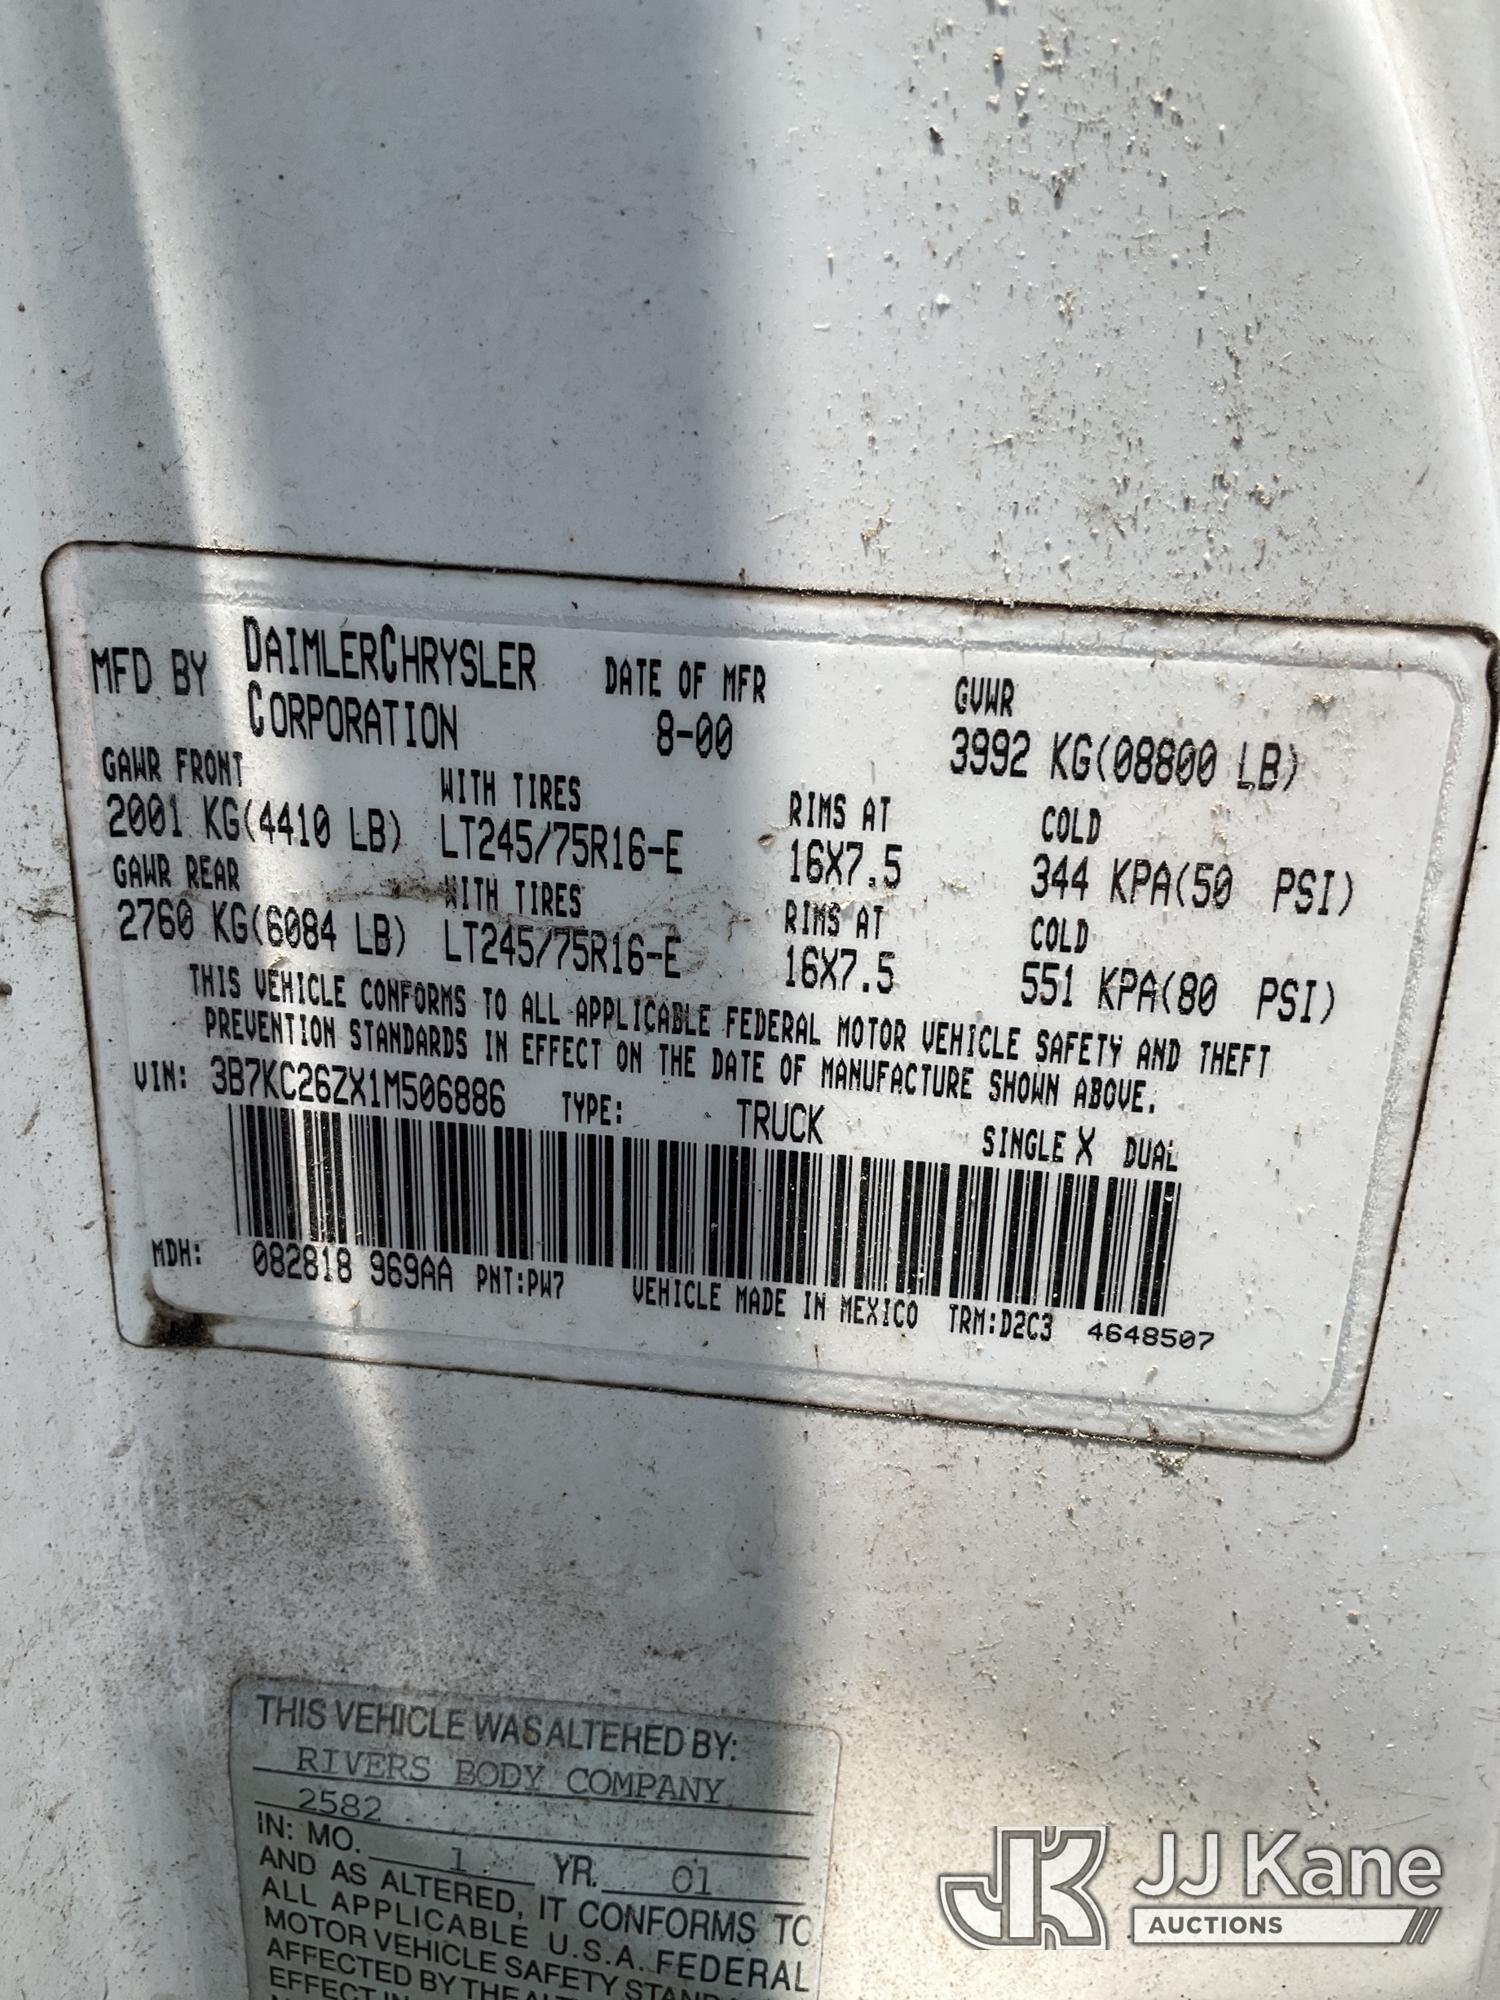 MFD BY DAIMLERCHRYSLER CORPORATION DATE OF MFR 8-00 GVWR
3992 KG(08800 LB)
GAWR FRONT WITH TIRES RIMS AT COLD
2001 KG(4410 LB) LT245/75R16-E 16X7.5 344 KPA(50 PSI)
GAWR REAR WITH TIRES RIMS AT COLD
2760 KG(6084 LB) LT245/75R16-E 16X7.5 551 KPA(80 PSI)
THIS VEHICLE CONFORMS TO ALL APPLICABLE FEDERAL MOTOR VEHICLE SAFETY AND THEFT
PREVENTION STANDARDS IN EFFECT ON THE DATE OF MANUFACTURE SHOWN ABOVE.
VIN: 3B7KC26ZX1M506886 TYPE: TRUCK SINGLE X DUAL
MDH: 082818 969AA PNT:PW7 VEHICLE MADE IN MEXICO TRM:D2C3 4648507
THIS VEHICLE WAS ALTERED BY:
RIVERS BODY COMPANY
2582
IN: MO. 1 YR. 01
AND AS ALTERED, IT CONFORMS TO
ALL APPLICABLE U.S.A. FEDERAL
MOTOR VEHICLE SAFETY
AFFECTED BY THE
EFFECT IN
JK JJ Kane
AUCTIONS